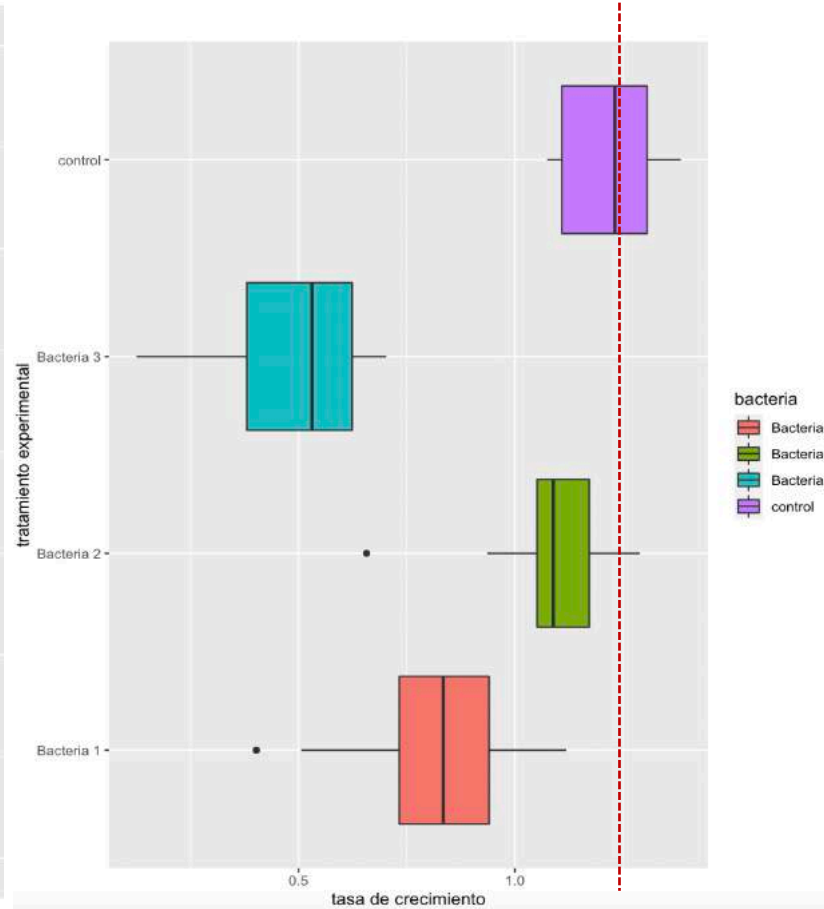 control
Bacteria 3
Bacteria 2
Bacteria 1
tratamiento experimental
0.5
1.0
tasa de crecimiento
bacteria
Bacteria
Bacteria
Bacteria
control